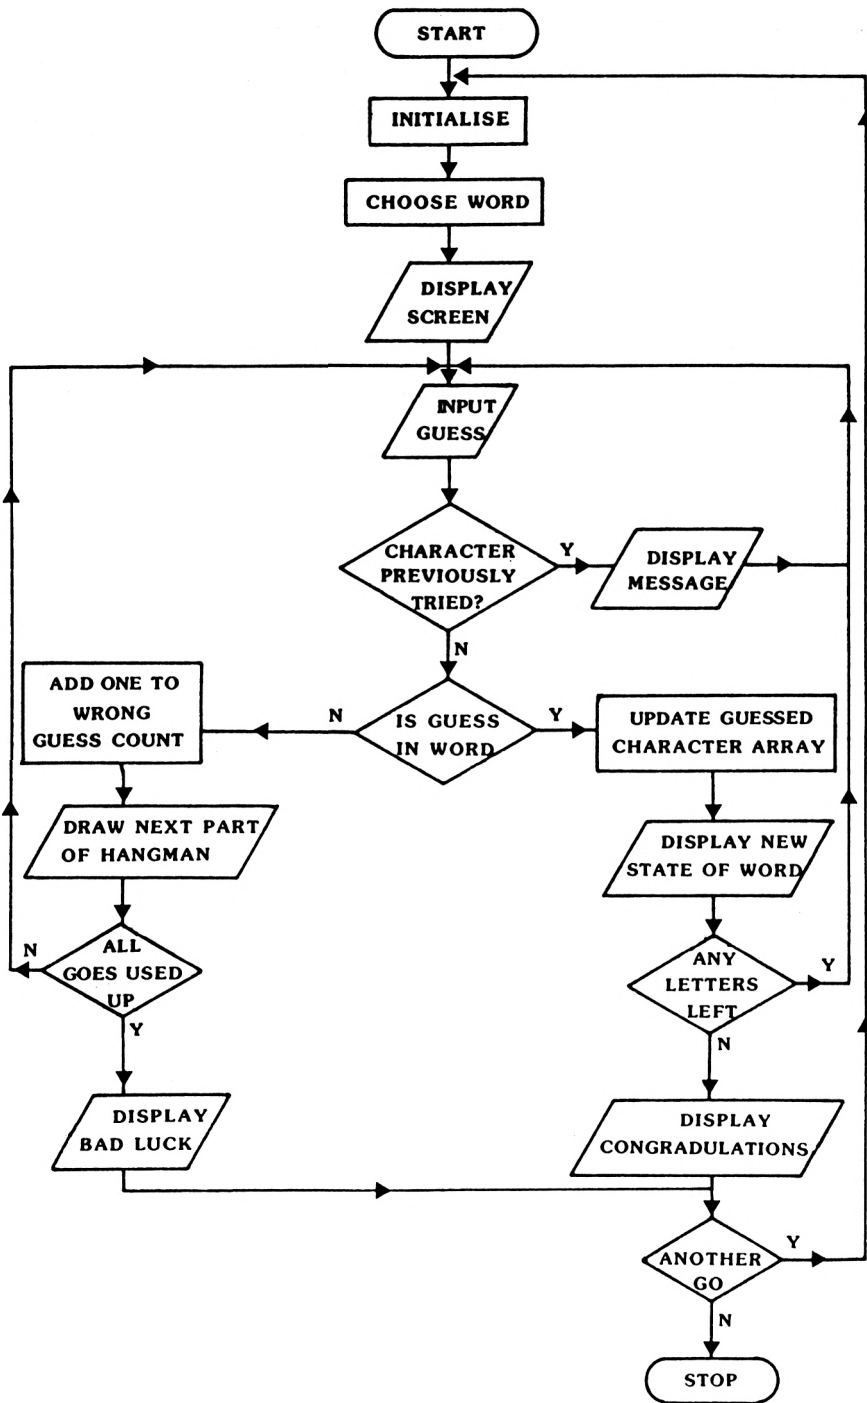 START
INITIALISE
CHOOSE WORD
DISPLAY
SCREEN
INPUT
GUESS
CHARACTER
PREVIOUSLY
TRIED?
Y
DISPLAY
MESSAGE
N
IS GUESS
IN WORD
N
ADD ONE TO
WRONG
GUESS COUNT
DRAW NEXT PART
OF HANGMAN
ALL
GOES USED
UP
N
Y
DISPLAY
BAD LUCK
Y
UPDATE GUESSED
CHARACTER ARRAY
DISPLAY NEW
STATE OF WORD
ANY
LETTERS
LEFT
Y
N
DISPLAY
CONGRADULATIONS
ANOTHER
GO
Y
N
STOP